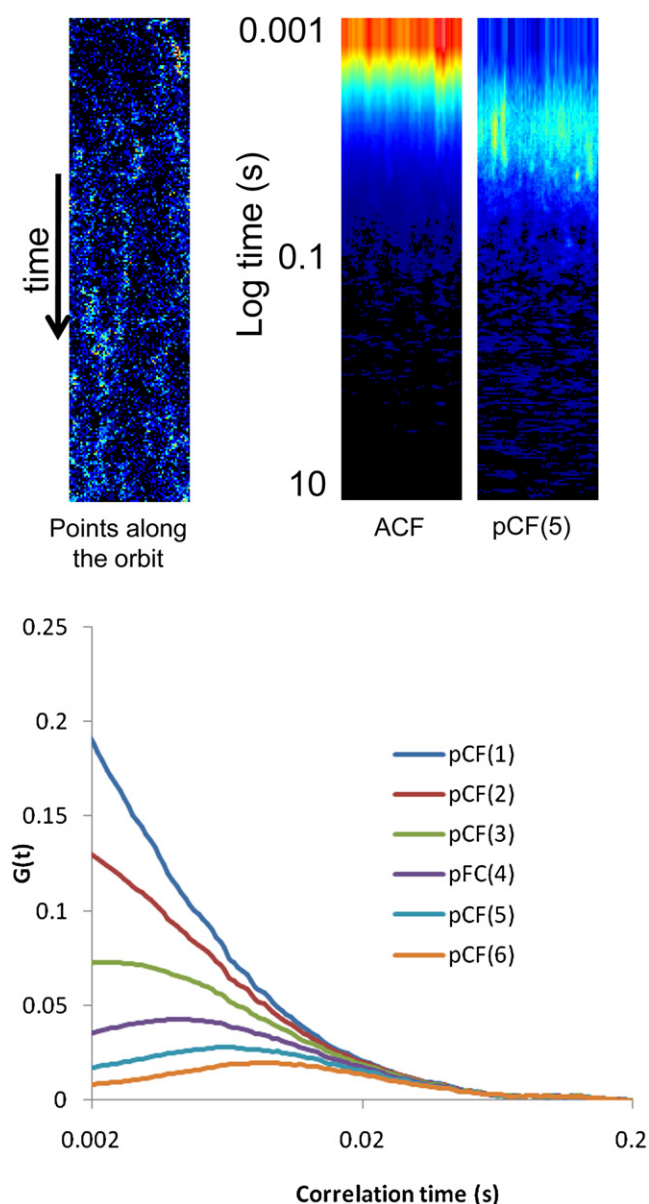 time
Points along
the orbit
Log time (s)
0.001
0.1
10
ACF
pCF(5)
G(t)
0.25
0.2
0.15
0.1
0.05
0
pCF(1)
pCF(2)
pCF(3)
pFC(4)
pCF(5)
pCF(6)
0.002
0.02
0.2
Correlation time (s)